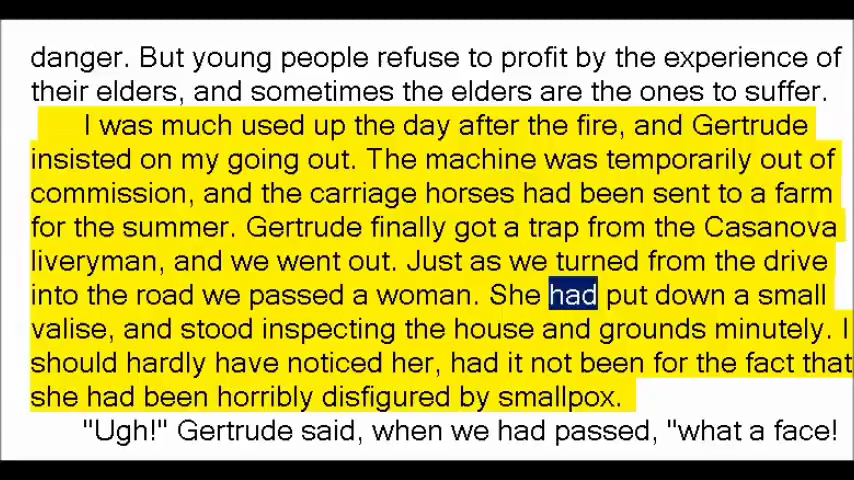 danger. But young people refuse to profit by the experience of
their elders, and sometimes the elders are the ones to suffer.
I was much used up the day after the fire, and Gertrude
insisted on my going out. The machine was temporarily out of
commission, and the carriage horses had been sent to a farm
for the summer. Gertrude finally got a trap from the Casanova
liveryman, and we went out. Just as we turned from the drive
into the road we passed a woman. She had put down a small
valise, and stood inspecting the house and grounds minutely. I
should hardly have noticed her, had it not been for the fact that
she had been horribly disfigured by smallpox.
"Ugh!" Gertrude said, when we had passed, "what a face!